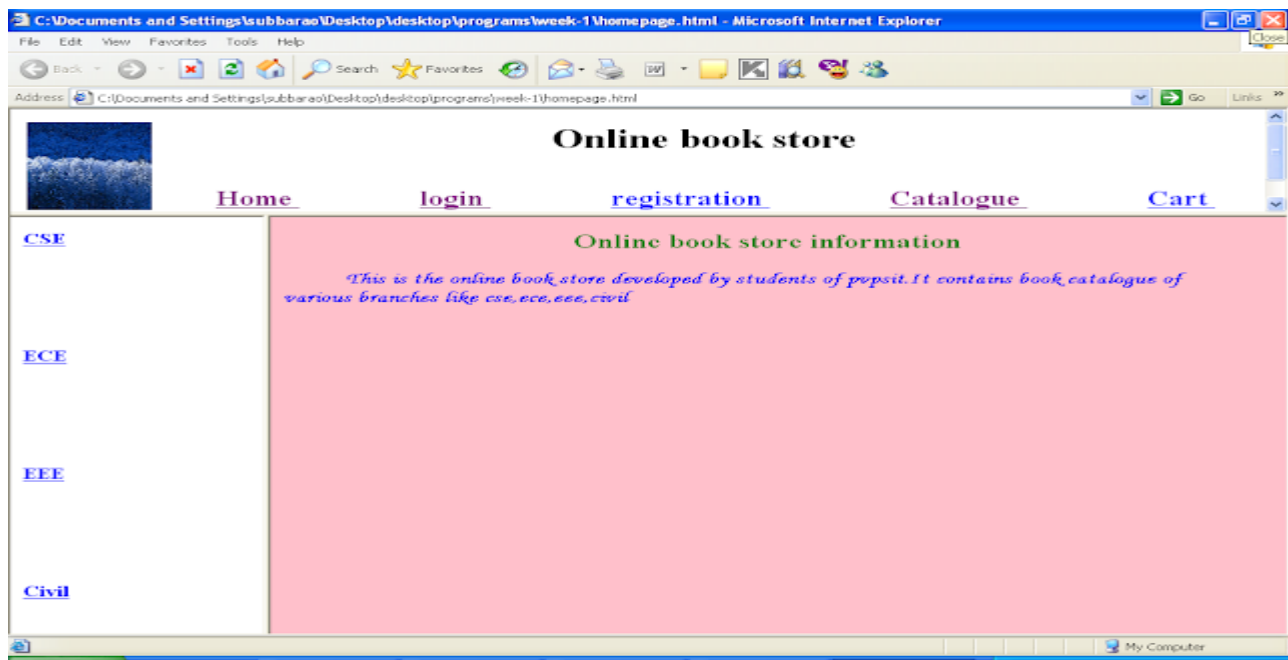 C:\Documents and Settings\subbarao\Desktop\desktop\programs\week-1\homepage.html - Microsoft Internet Explorer
Close
File Edit View Favorites Tools Help
Back Search Favorites
Address C:\Documents and Settings\subbarao\Desktop\desktop\programs\week-1\homepage.html Go Links »
Online book store
Home login registration Catalogue Cart
CSE
ECE
EEE
Civil
Online book store information
This is the online book store developed by students of pvpsit.It contains book catalogue of
various branches like cse,ece,eee,civil
My Computer